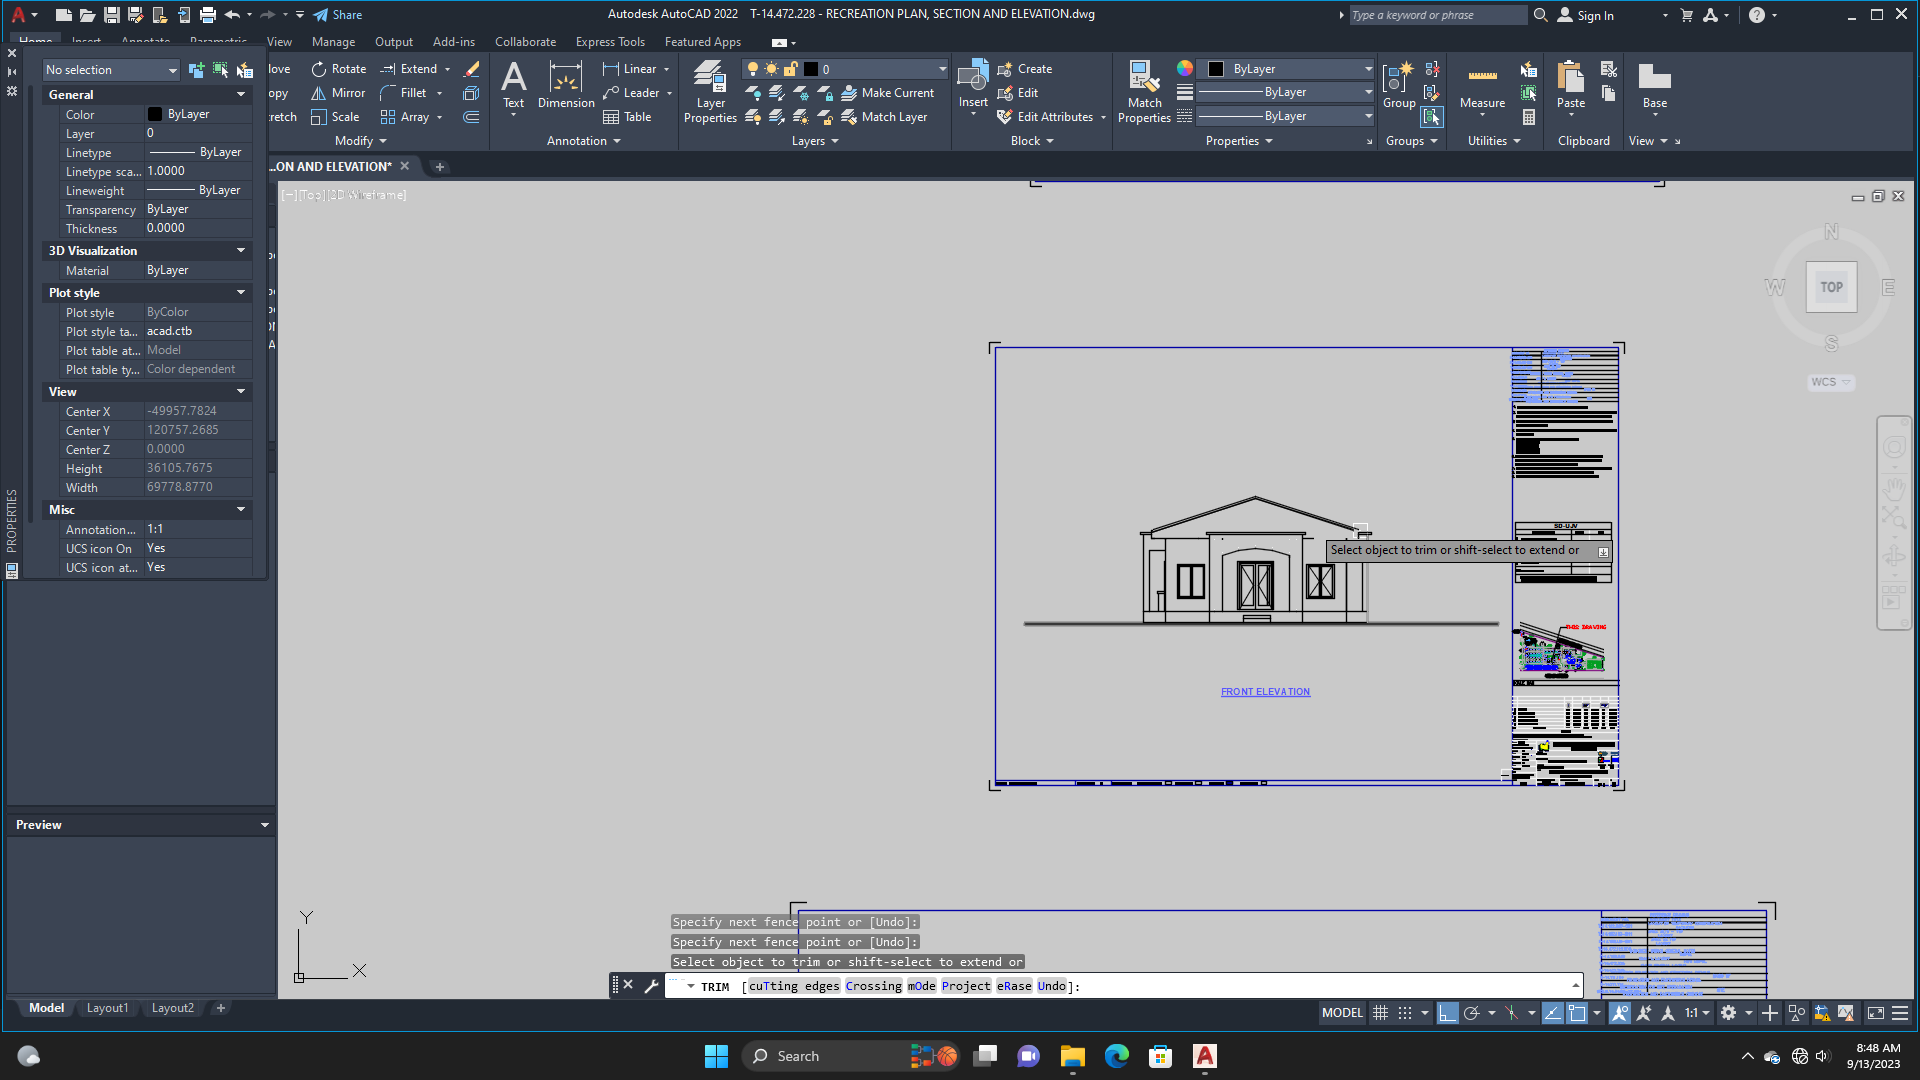 Share
Autodesk AutoCAD 2022 T-14.472.228 - RECREATION PLAN, SECTION AND ELEVATION.dwg
Type a keyword or phrase
Sign In
View Manage Output Add-ins Collaborate Express Tools Featured Apps
No selection
Rotate Extend
Mirror Fillet
Scale Array
Modify
Text
Dimension
Linear
Leader
Table
Annotation
Layer Properties
0
Make Current
Match Layer
Layers
Insert
Create
Edit
Edit Attributes
Block
Match Properties
ByLayer
ByLayer
ByLayer
Properties
Group
Groups
Measure
Utilities
Paste
Clipboard
Base
View
General
Color ByLayer
Layer 0
Linetype ByLayer
Linetype sca... 1.0000
Lineweight ByLayer
Transparency ByLayer
Thickness 0.0000
3D Visualization
Material ByLayer
Plot style
Plot style ByColor
Plot style ta... acad.ctb
Plot table at... Model
Plot table ty... Color dependent
View
Center X -49957.7824
Center Y 120757.2685
Center Z 0.0000
Height 36105.7675
Width 69778.8770
Misc
Annotation... 1:1
UCS icon On Yes
UCS icon at... Yes
PROPERTIES
Preview
...ON AND ELEVATION*
[−][Top][2D Wireframe]
N
W TOP E
S
WCS
Select object to trim or shift-select to extend or
SD-UJV
THIS DRAWING
FRONT ELEVATION
Y
X
Specify next fence point or [Undo]:
Specify next fence point or [Undo]:
Select object to trim or shift-select to extend or
TRIM [cuTting edges Crossing mOde Project eRase Undo]:
Model Layout1 Layout2
MODEL
1:1
Search
8:48 AM
9/13/2023